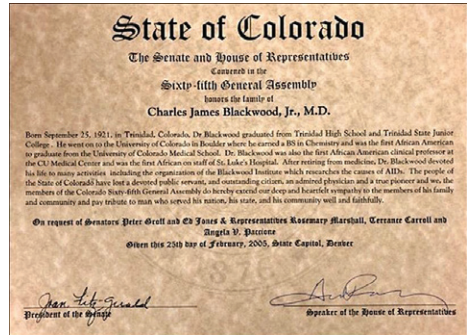 State of Colorado
The Senate and House of Representatives
Convened in the
Sixty-fifth General Assembly
honors the family of
Charles James Blackwood, Jr., M.D.
Born September 25, 1921, in Trinidad, Colorado, Dr Blackwood graduated from Trinidad High School and Trinidad State Junior
College . He went on to the University of Colorado in Boulder where he earned a BS in Chemistry and was the first African American
to graduate from the University of Colorado Medical School. Dr. Blackwood was also the first African American clinical professor at
the CU Medical Center and was the first African on staff of St. Luke's Hospital. After retiring from medicine, Dr. Blackwood devoted
his life to many activities including the organization of the Blackwood Institute which researches the causes of AIDs. The people of
the State of Colorado have lost a devoted public servant, and outstanding citizen, an admired physician and a true pioneer and we, the
members of the Colorado Sixty-fifth General Assembly do hereby extend our deep and heartfelt sympathy to the members of his family
and community and pay tribute to man who served his nation, his state, and his community well and faithfully.
On request of Senators Peter Groff and Ed Jones & Representatives Rosemary Marshall, Terrance Carroll and
Angela V. Paccione
Given this 25th day of February, 2005, State Capitol, Denver
Joan Fitz-Gerald
President of the Senate
Speaker of the House of Representatives